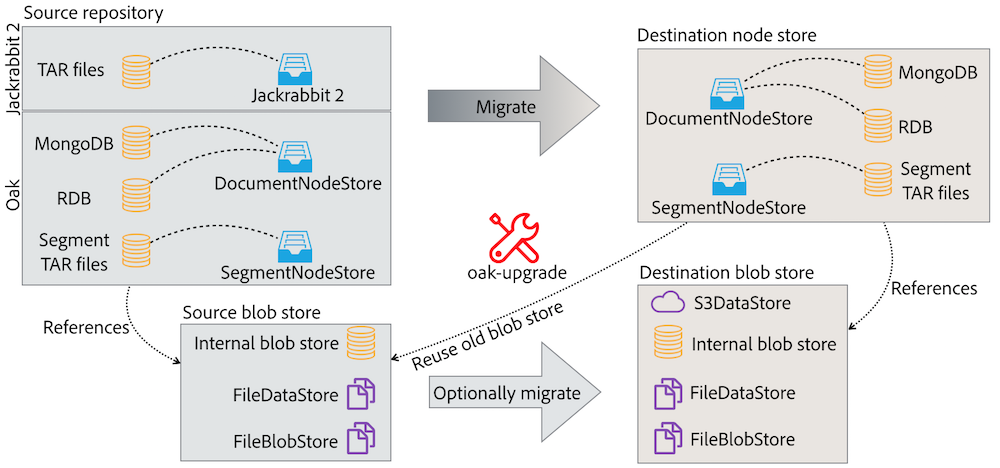 Source repository
Jackrabbit 2
TAR files
Jackrabbit 2
Oak
MongoDB
RDB
DocumentNodeStore
Segment
TAR files
SegmentNodeStore
Migrate
Destination node store
MongoDB
DocumentNodeStore
RDB
Segment
TAR files
SegmentNodeStore
oak-upgrade
References
Reuse old blob store
References
Source blob store
Internal blob store
FileDataStore
FileBlobStore
Optionally migrate
Destination blob store
S3DataStore
Internal blob store
FileDataStore
FileBlobStore